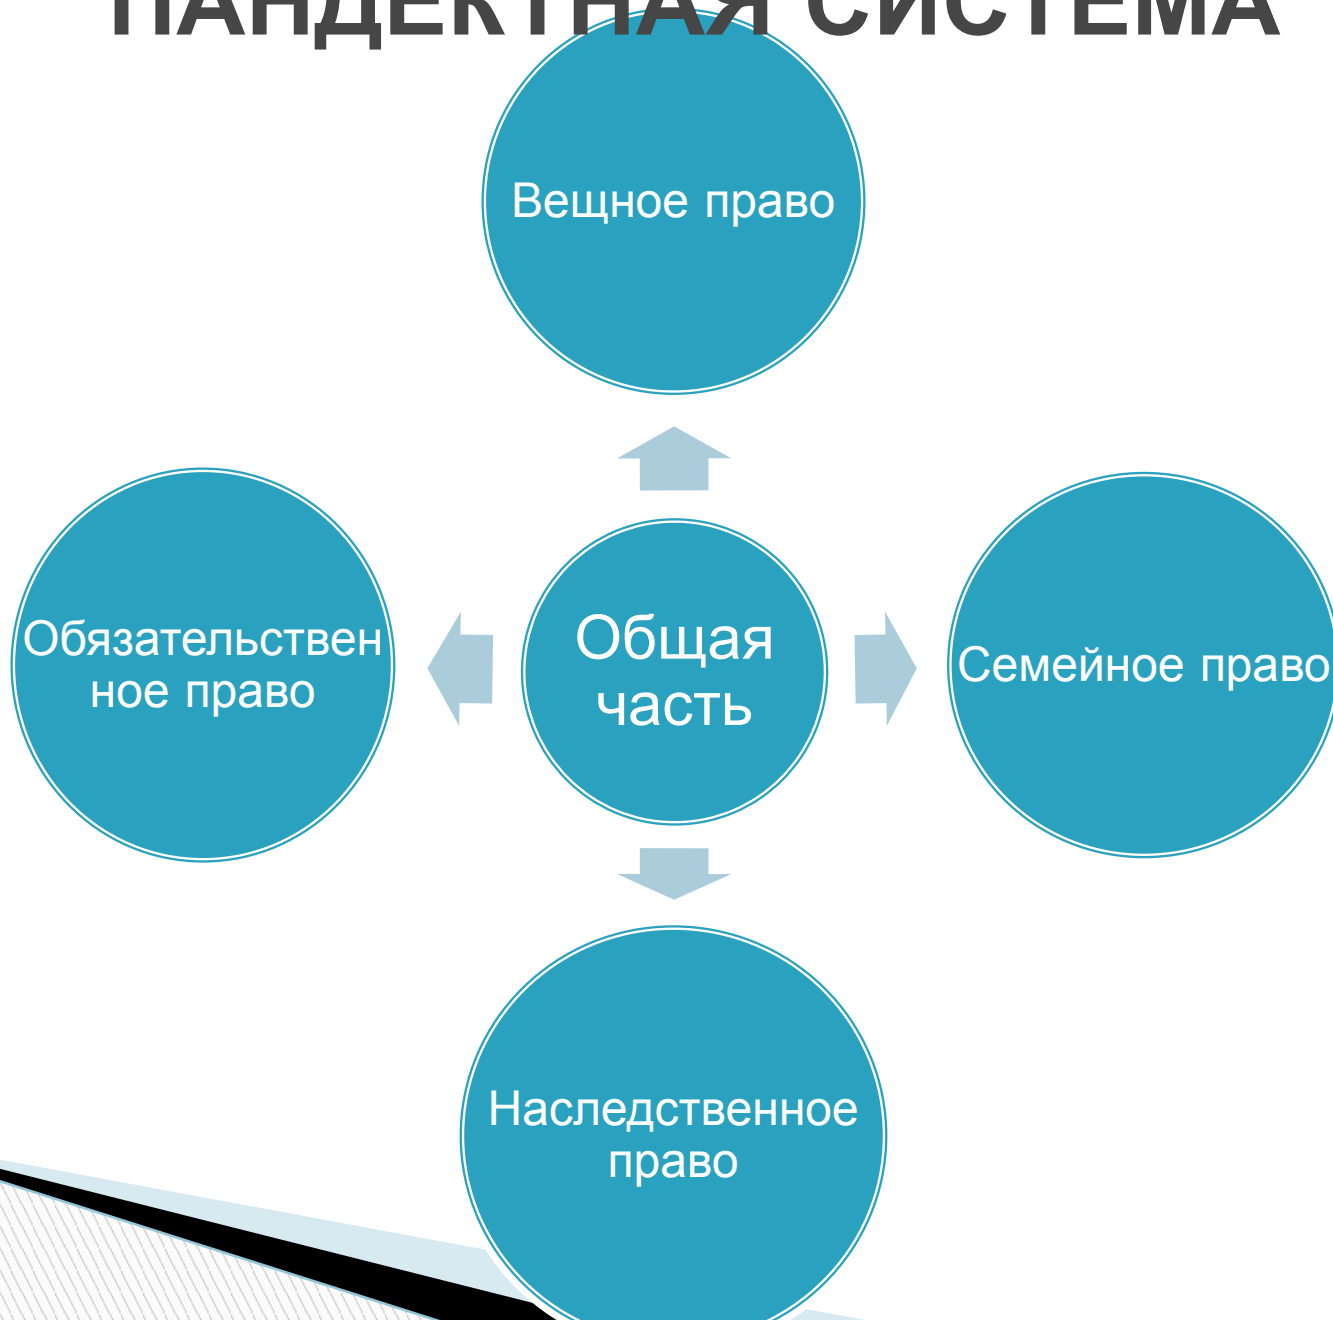 ПАНДЕКТНАЯ СИСТЕМА
Вещное право
Обязательствен
ное право
Общая
часть
Семейное право
Наследственное
право